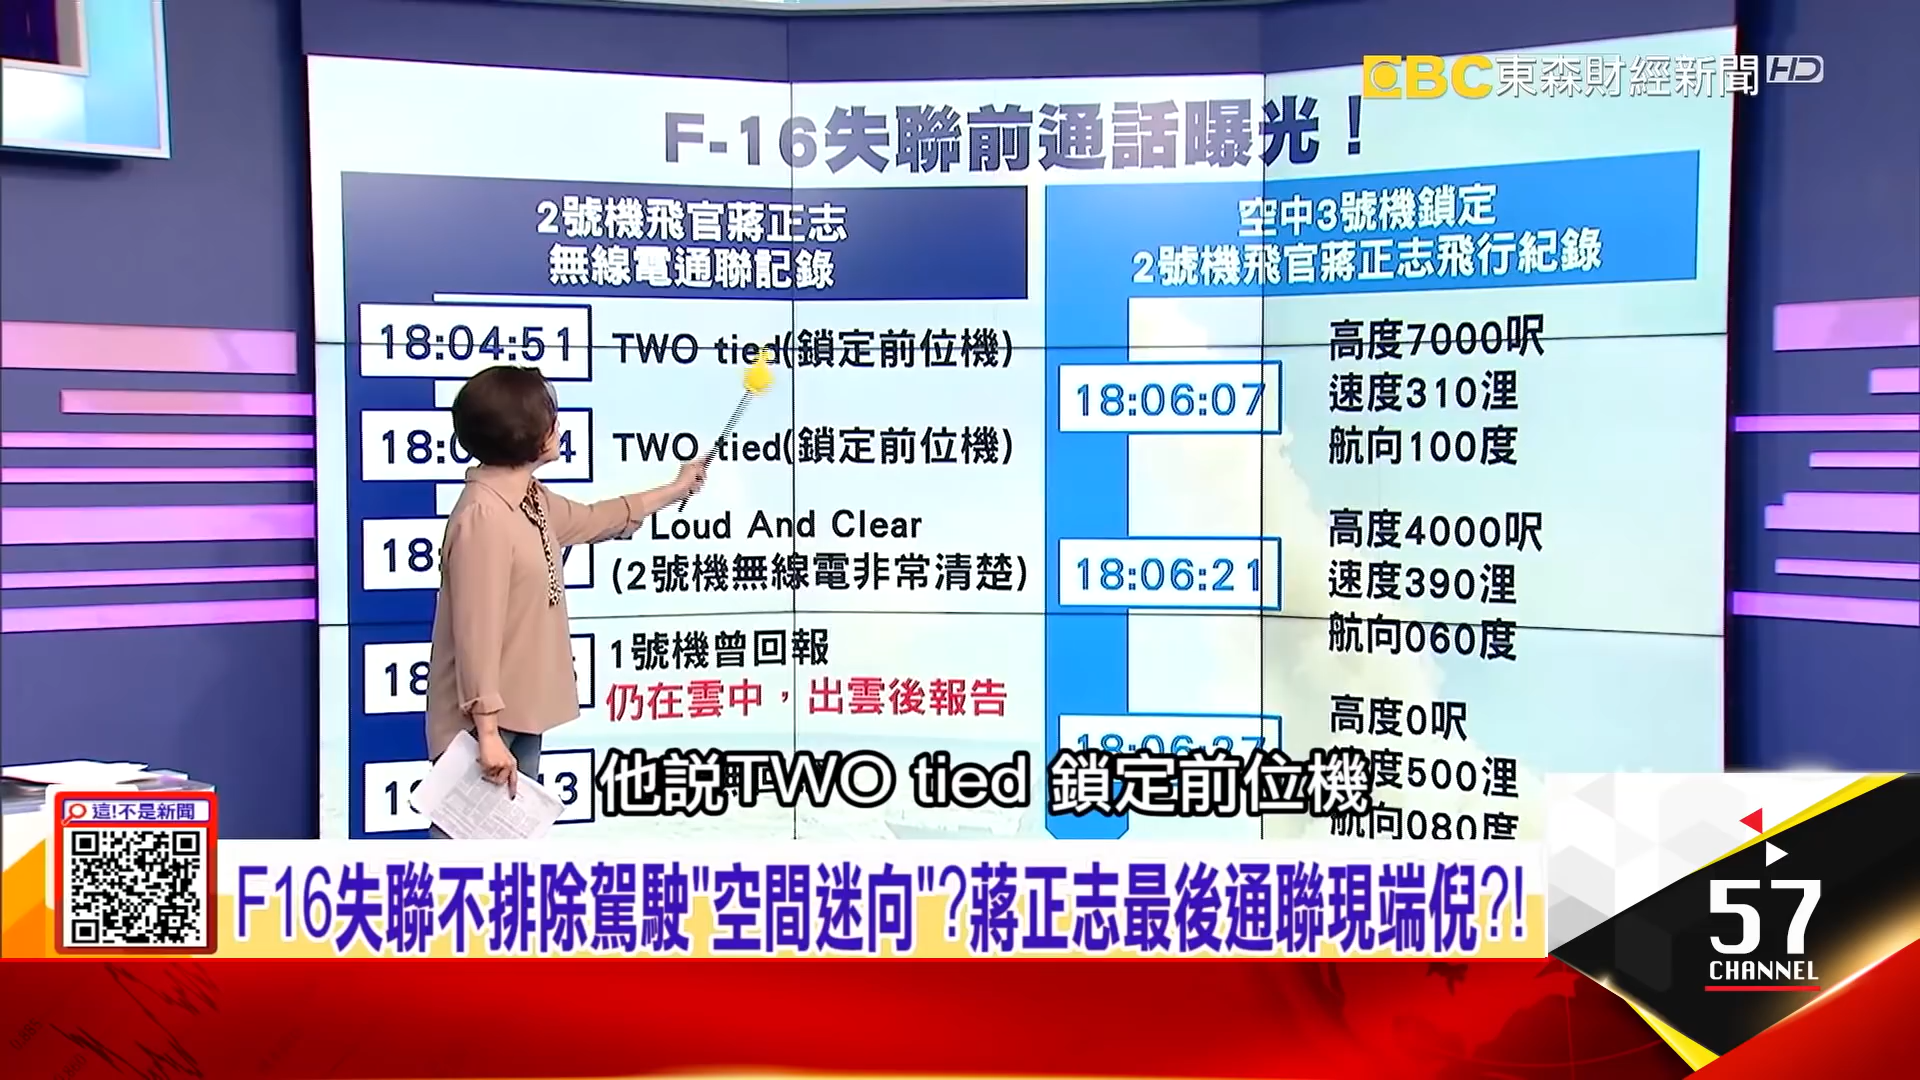 EBC東森財經新聞HD
F-16失聯前通話曝光！
2號機飛官蔣正志
無線電通聯記錄
18:04:51 TWO tied(鎖定前位機)
TWO tied(鎖定前位機)
Loud And Clear
(2號機無線電非常清楚)
1號機曾回報
仍在雲中，出雲後報告
空中3號機鎖定
2號機飛官蔣正志飛行紀錄
18:06:07
高度7000呎
速度310浬
航向100度
18:06:21
高度4000呎
速度390浬
航向060度
18:06:27
高度0呎
速度500浬
航向080度
他説TWO tied 鎖定前位機
這!不是新聞
F16失聯不排除駕駛"空間迷向"?蔣正志最後通聯現端倪?!
57
CHANNEL